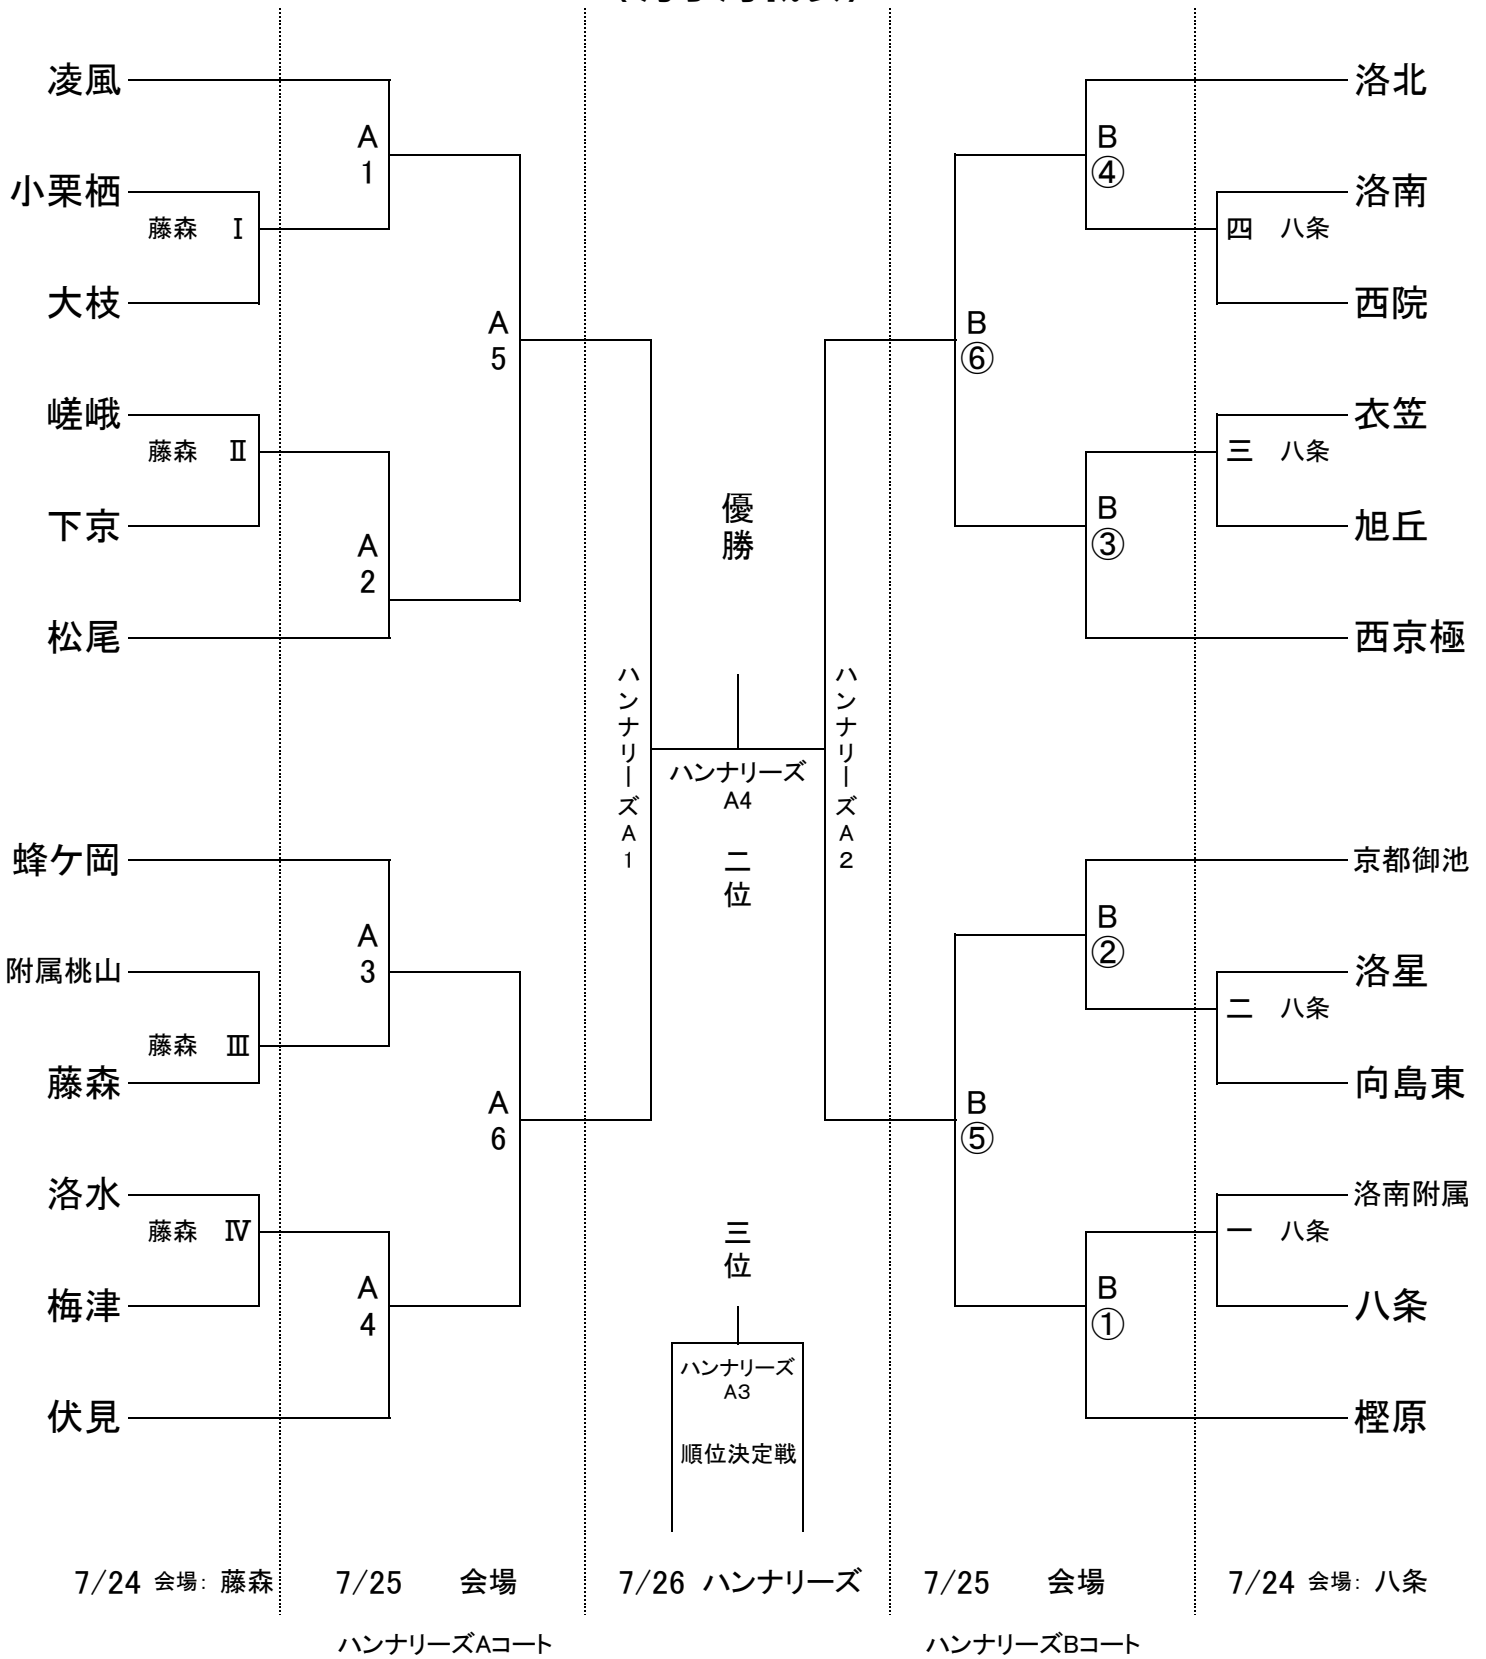 凌風
A
1
小栗栖
藤森 Ⅰ
大枝
A
5
嵯峨
藤森 Ⅱ
下京
A
2
松尾
蜂ケ岡
A
3
附属桃山
藤森 Ⅲ
藤森
A
6
洛水
藤森 Ⅳ
梅津
A
4
伏見
ハンナリーズA1
優勝
ハンナリーズ
A4
二位
三位
ハンナリーズ
A3
順位決定戦
ハンナリーズA2
洛北
B
④
洛南
四 八条
西院
B
⑥
衣笠
三 八条
旭丘
B
③
西京極
京都御池
B
②
洛星
二 八条
向島東
B
⑤
洛南附属
一 八条
八条
B
①
樫原
7/24 会場: 藤森
7/25 会場
7/26 ハンナリーズ
7/25 会場
7/24 会場: 八条
ハンナリーズAコート
ハンナリーズBコート